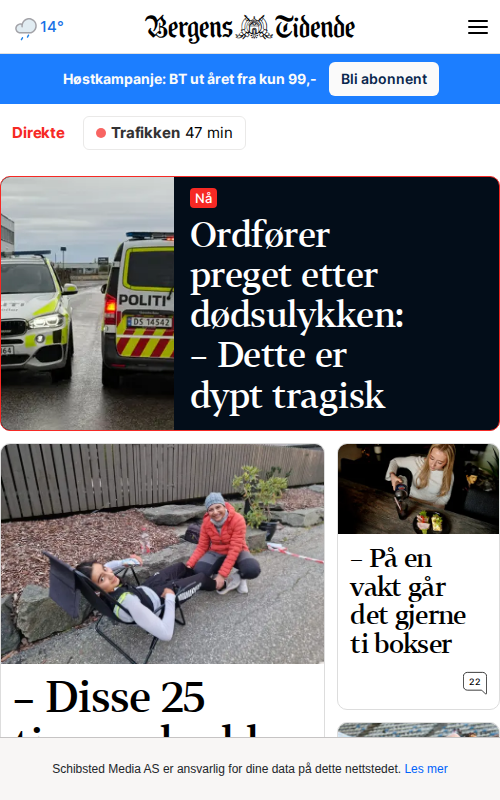 14°
Bergens Tidende
Høstkampanje: BT ut året fra kun 99,-
Bli abonnent
Direkte
Trafikken 47 min
Nå
Ordfører
preget etter
dødsulykken:
– Dette er
dypt tragisk
POLITI
DS 14542
– På en
vakt går
det gjerne
ti bokser
22
– Disse 25
Schibsted Media AS er ansvarlig for dine data på dette nettstedet. Les mer